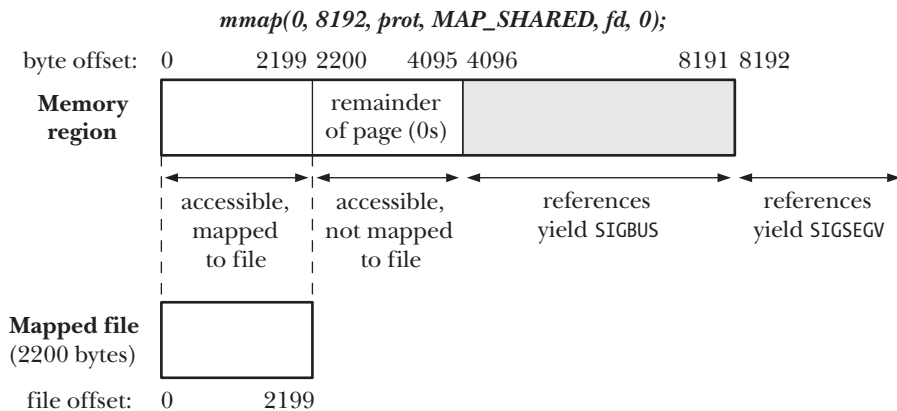 mmap(0, 8192, prot, MAP_SHARED, fd, 0);
byte offset: 0 2199 2200 4095 4096 8191 8192
Memory region
remainder of page (0s)
accessible, mapped to file
accessible, not mapped to file
references yield SIGBUS
references yield SIGSEGV
Mapped file
(2200 bytes)
file offset: 0 2199